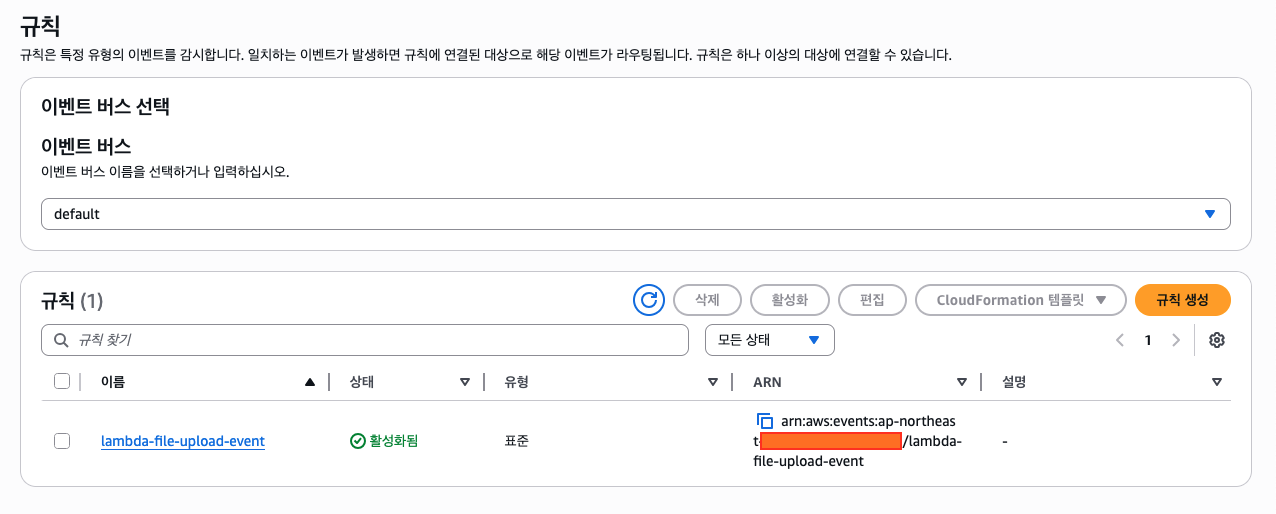 규칙
규칙은 특정 유형의 이벤트를 감시합니다. 일치하는 이벤트가 발생하면 규칙에 연결된 대상으로 해당 이벤트가 라우팅됩니다. 규칙은 하나 이상의 대상에 연결할 수 있습니다.
이벤트 버스 선택
이벤트 버스
이벤트 버스 이름을 선택하거나 입력하십시오.
default
규칙 (1)
삭제
활성화
편집
CloudFormation 템플릿
규칙 생성
규칙 찾기
모든 상태
1
이름
상태
유형
ARN
설명
lambda-file-upload-event
활성화됨
표준
arn:aws:events:ap-northeas
t-
/lambda-
file-upload-event
-